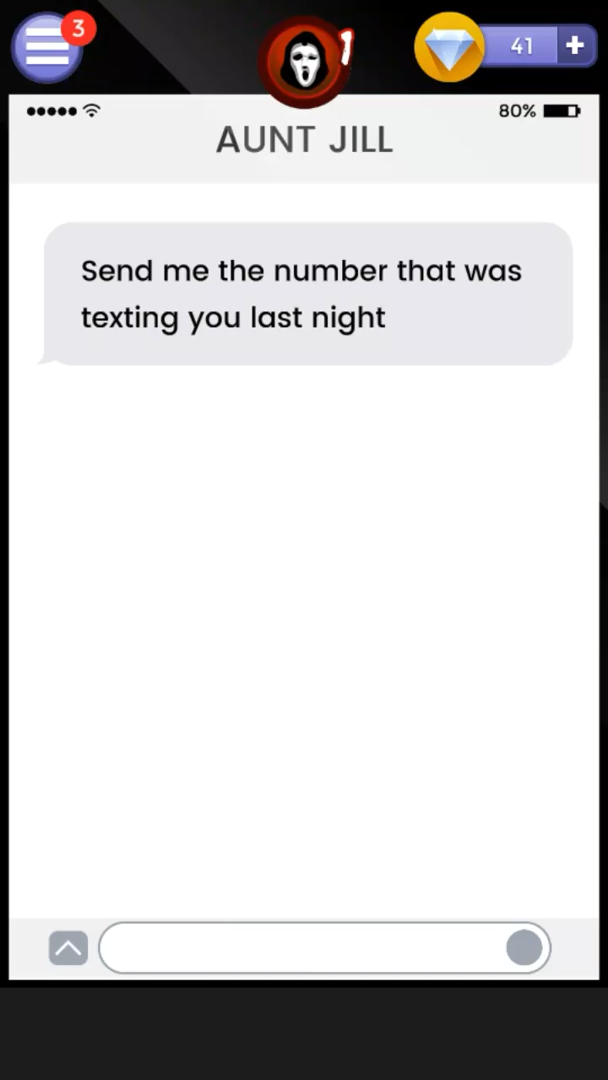 3
1
41 +
80%
AUNT JILL
Send me the number that was
texting you last night